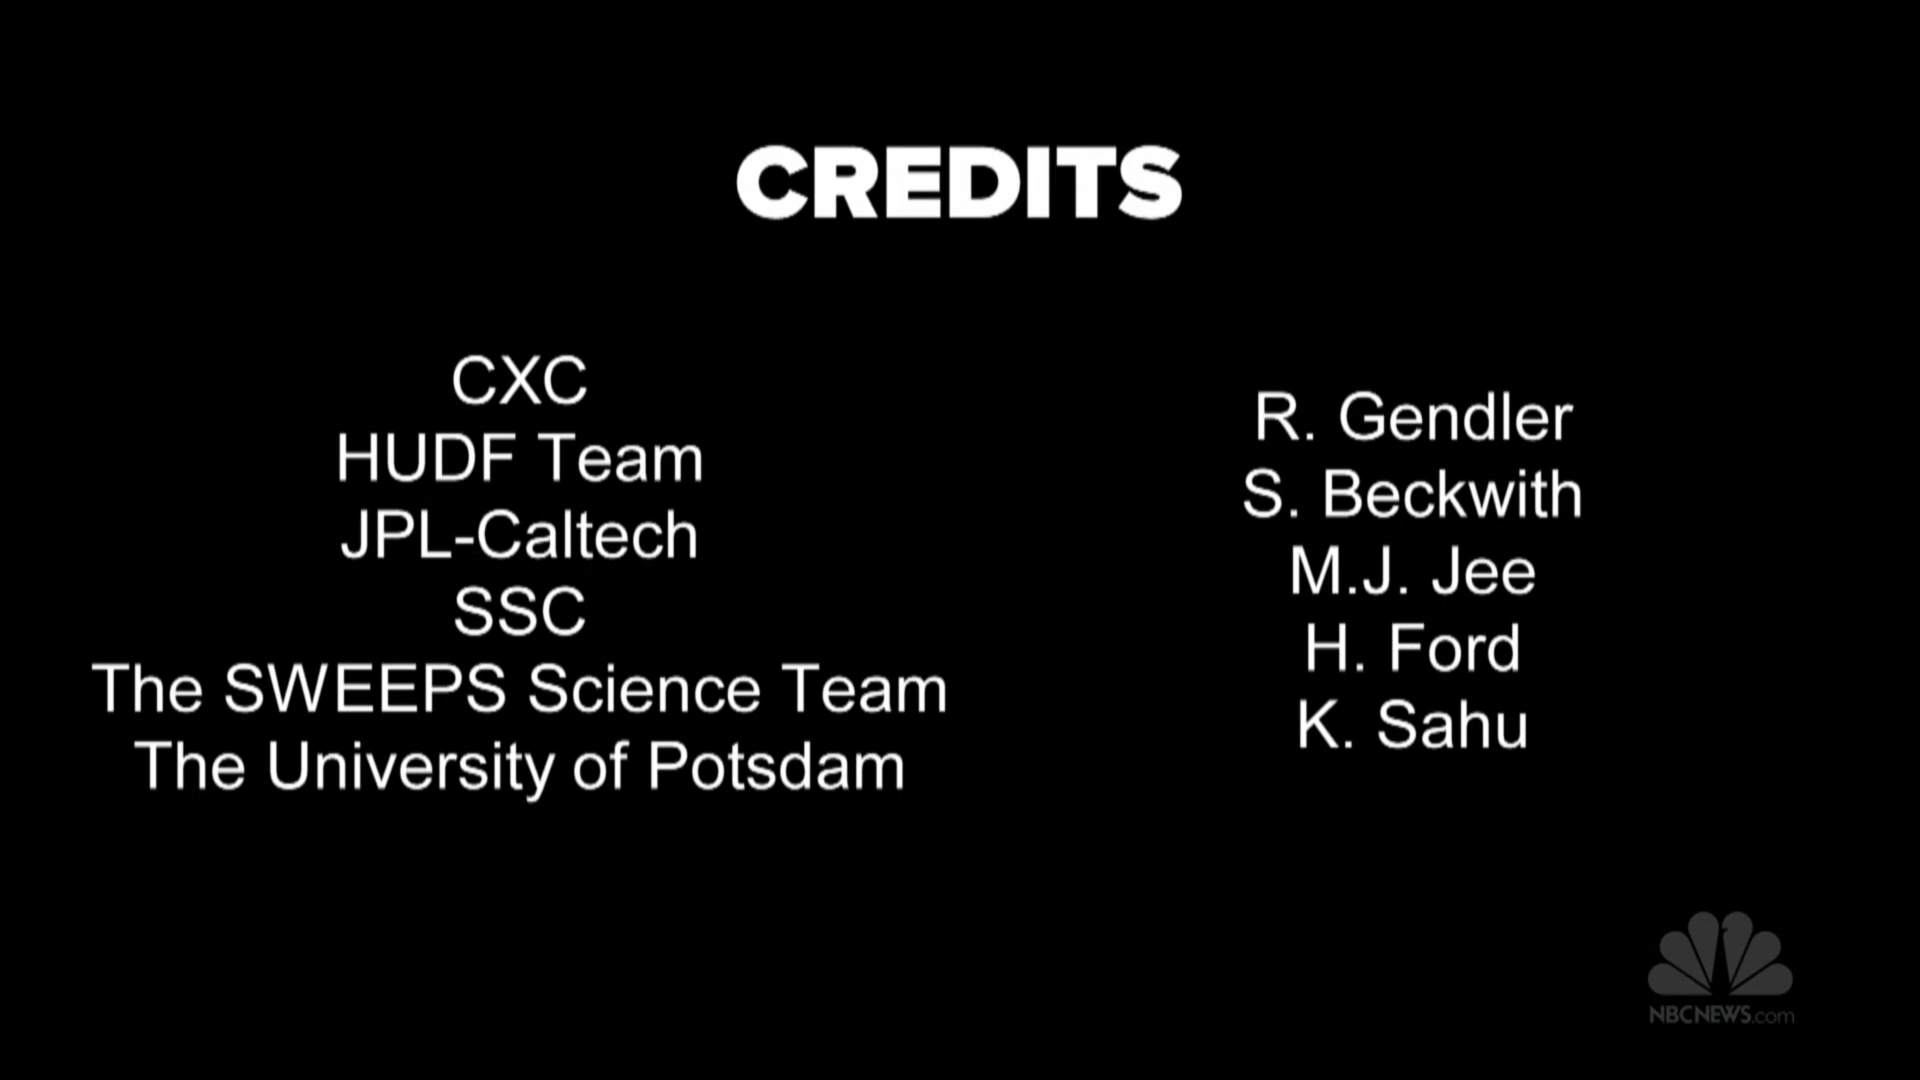 CREDITS
CXC
HUDF Team
JPL-Caltech
SSC
The SWEEPS Science Team
The University of Potsdam
R. Gendler
S. Beckwith
M.J. Jee
H. Ford
K. Sahu
NBCNEWS.com